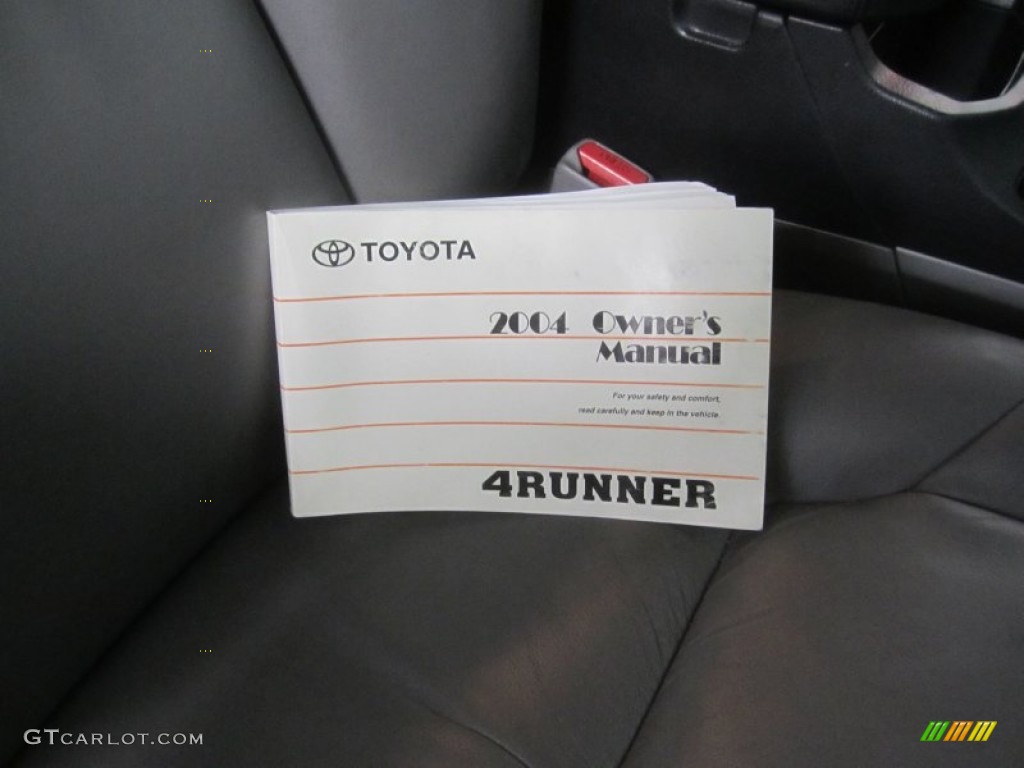 TOYOTA
2004 Owner's
Manual
For your safety and comfort,
read carefully and keep in the vehicle.
4RUNNER
GTCARLOT.COM